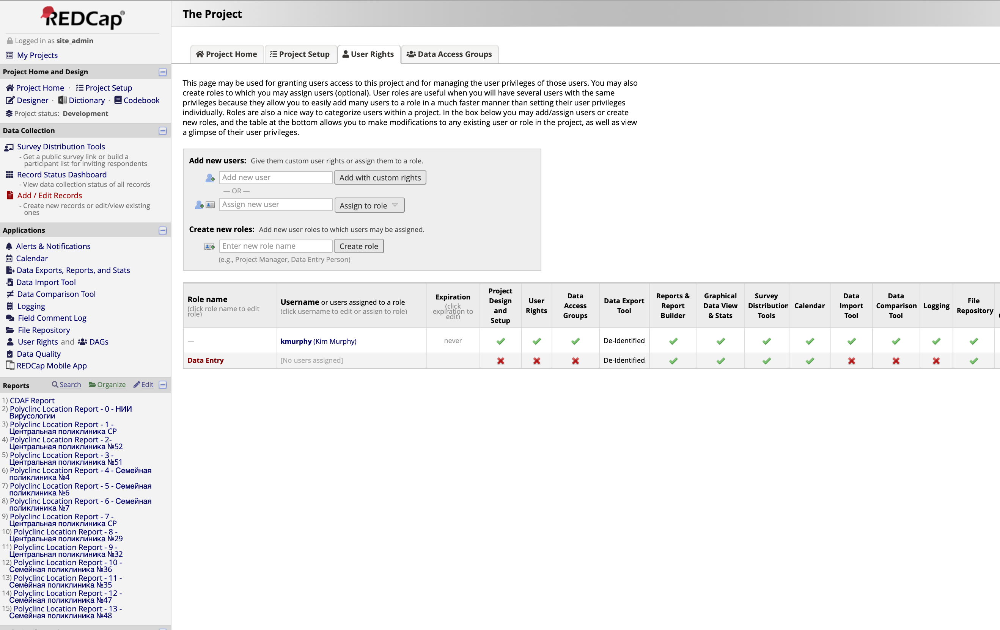 REDCap®
Logged in as site_admin
My Projects
Project Home and Design
Project Home · Project Setup
Designer · Dictionary · Codebook
Project status: Development
Data Collection
Survey Distribution Tools
- Get a public survey link or build a
participant list for inviting respondents
Record Status Dashboard
- View data collection status of all records
Add / Edit Records
- Create new records or edit/view existing
ones
Applications
Alerts & Notifications
Calendar
Data Exports, Reports, and Stats
Data Import Tool
Data Comparison Tool
Logging
Field Comment Log
File Repository
User Rights and DAGs
Data Quality
REDCap Mobile App
Reports Search Organize Edit
1) CDAF Report
2) Polyclinc Location Report - 0 - НИИ
Вирусологии
3) Polyclinc Location Report - 1 -
Центральная поликлиника СР
4) Polyclinc Location Report - 2-
Центральная поликлиника №52
5) Polyclinc Location Report - 3 -
Центральная поликлиника №51
6) Polyclinc Location Report - 4 - Семейная
поликлиника №4
7) Polyclinc Location Report - 5 - Семейная
поликлиника №6
8) Polyclinc Location Report - 6 - Семейная
поликлиника №7
9) Polyclinc Location Report - 7 -
Центральная поликлиника СР
10) Polyclinc Location Report - 8 -
Центральная поликлиника №29
11) Polyclinc Location Report - 9 -
Центральная поликлиника №32
12) Polyclinc Location Report - 10 -
Семейная поликлиника №36
13) Polyclinc Location Report - 11 -
Семейная поликлиника №35
14) Polyclinc Location Report - 12 -
Семейная поликлиника №47
15) Polyclinc Location Report - 13 -
Семейная поликлиника №48
The Project
Project Home Project Setup User Rights Data Access Groups
This page may be used for granting users access to this project and for managing the user privileges of those users. You may also
create roles to which you may assign users (optional). User roles are useful when you will have several users with the same
privileges because they allow you to easily add many users to a role in a much faster manner than setting their user privileges
individually. Roles are also a nice way to categorize users within a project. In the box below you may add/assign users or create
new roles, and the table at the bottom allows you to make modifications to any existing user or role in the project, as well as view
a glimpse of their user privileges.
Add new users: Give them custom user rights or assign them to a role.
Add new user Add with custom rights
— OR —
Assign new user Assign to role
Create new roles: Add new user roles to which users may be assigned.
Enter new role name Create role
(e.g., Project Manager, Data Entry Person)
Role name
(click role name to edit
role)
Username or users assigned to a role
(click username to edit or assign to role)
Expiration
(click
expiration to
edit)
Project
Design
and
Setup
User
Rights
Data
Access
Groups
Data Export
Tool
Reports &
Report
Builder
Graphical
Data View
& Stats
Survey
Distribution
Tools
Calendar
Data
Import
Tool
Data
Comparison
Tool
Logging
File
Repository
— kmurphy (Kim Murphy) never De-Identified
Data Entry [No users assigned] De-Identified